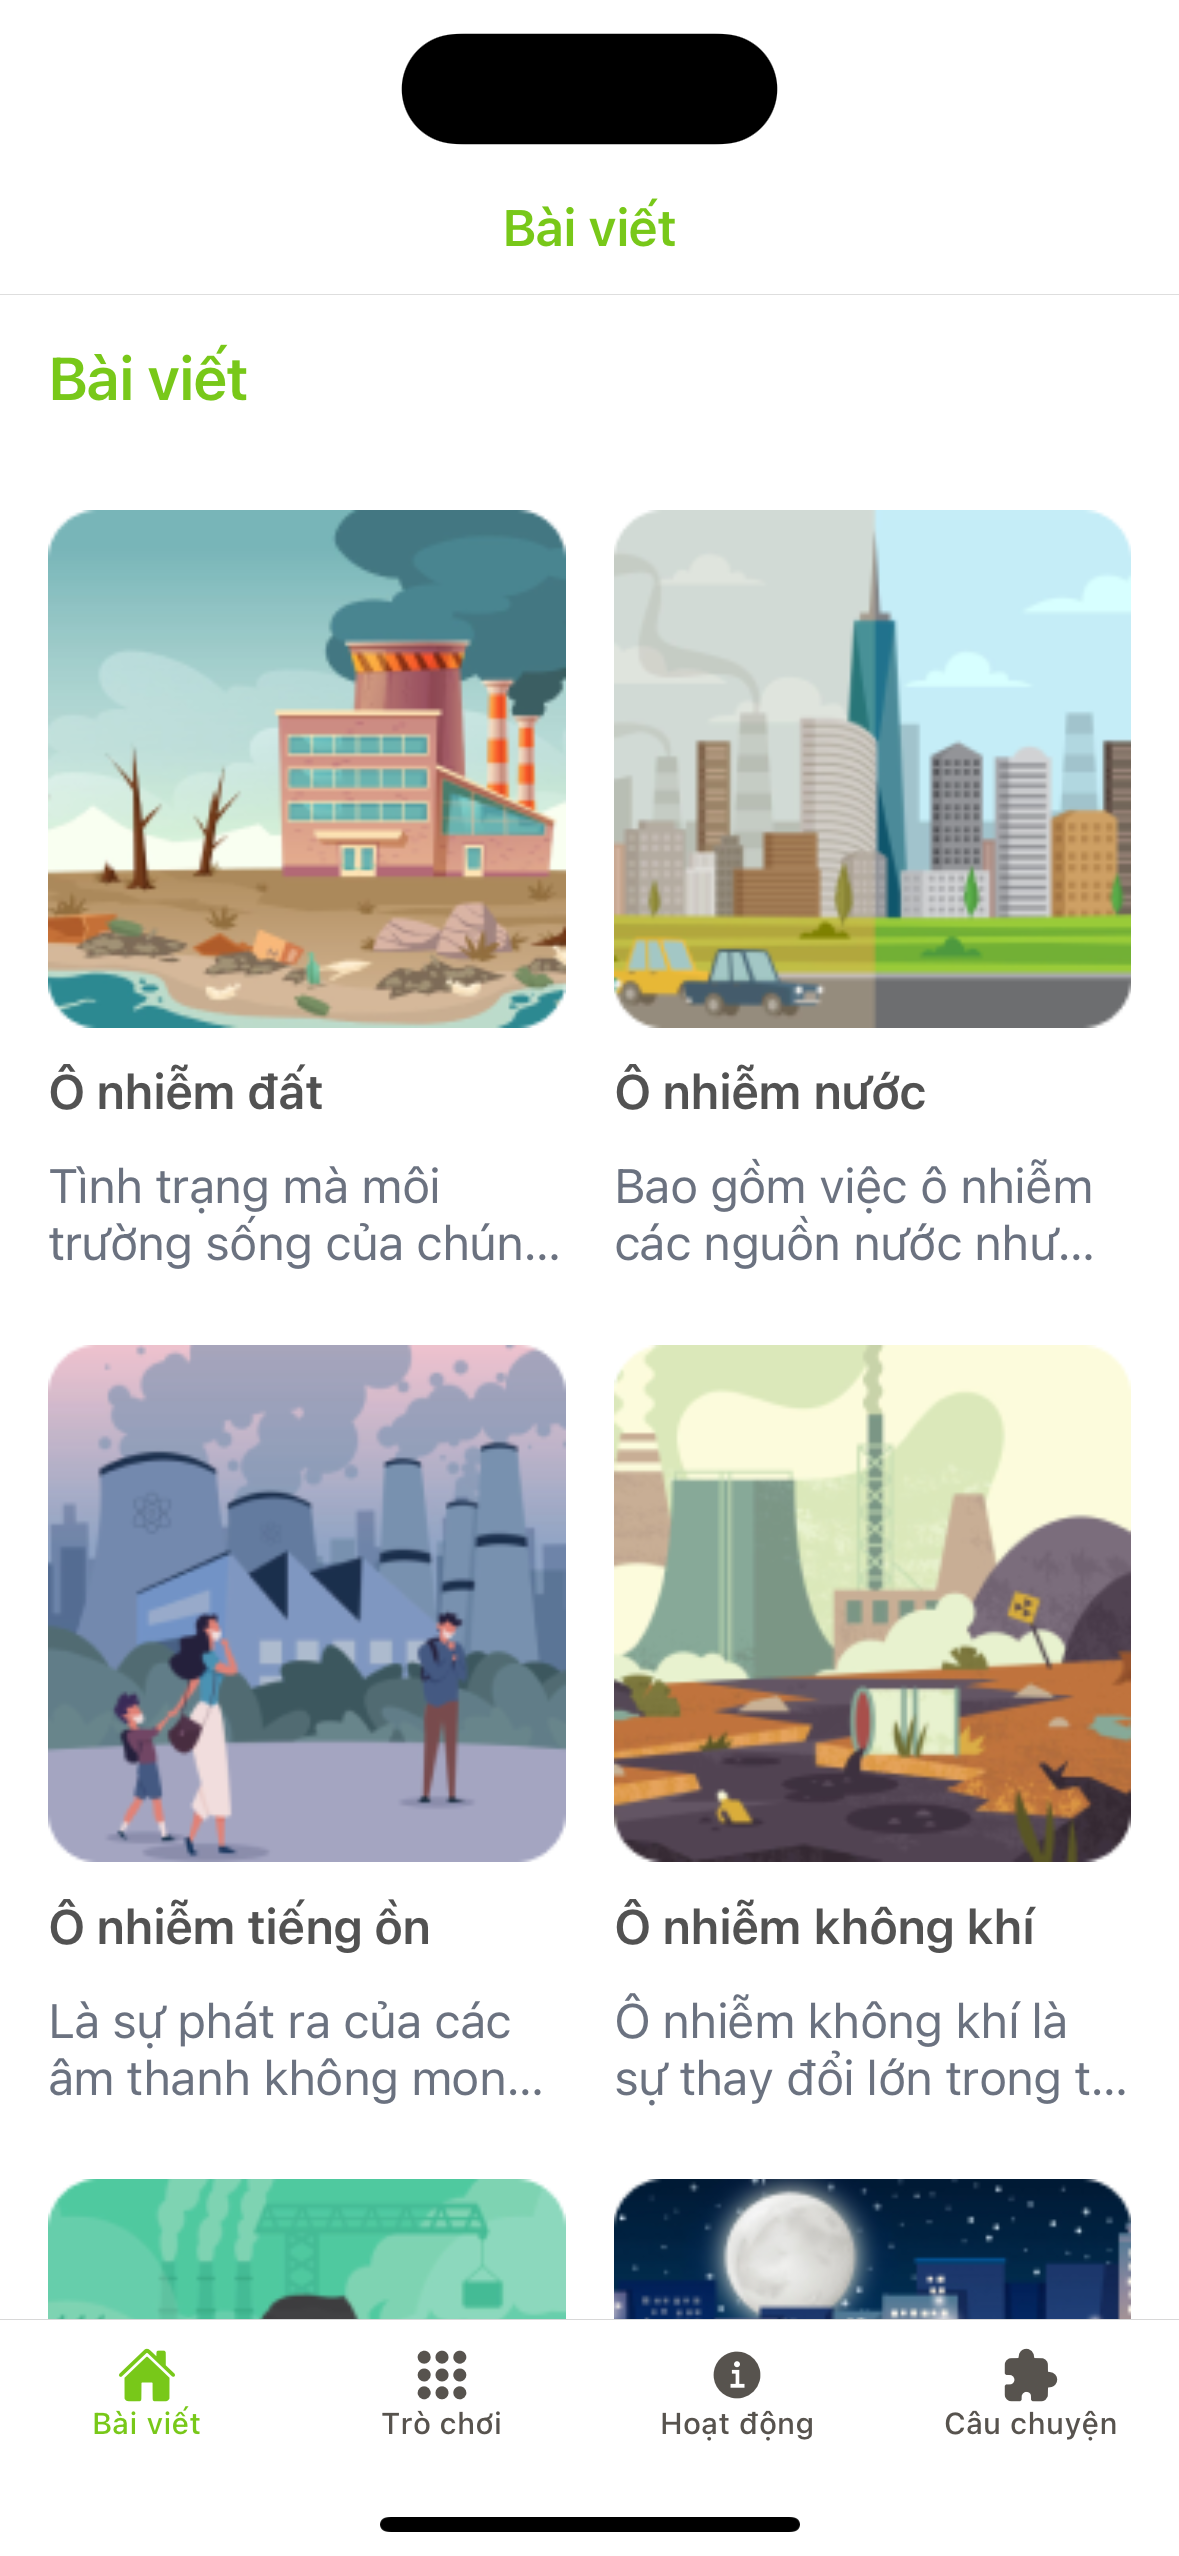 Bài viết
Bài viết
Ô nhiễm đất
Tình trạng mà môi
trường sống của chún...
Ô nhiễm nước
Bao gồm việc ô nhiễm
các nguồn nước như...
Ô nhiễm tiếng ồn
Là sự phát ra của các
âm thanh không mon...
Ô nhiễm không khí
Ô nhiễm không khí là
sự thay đổi lớn trong t...
Bài viết
Trò chơi
Hoạt động
Câu chuyện